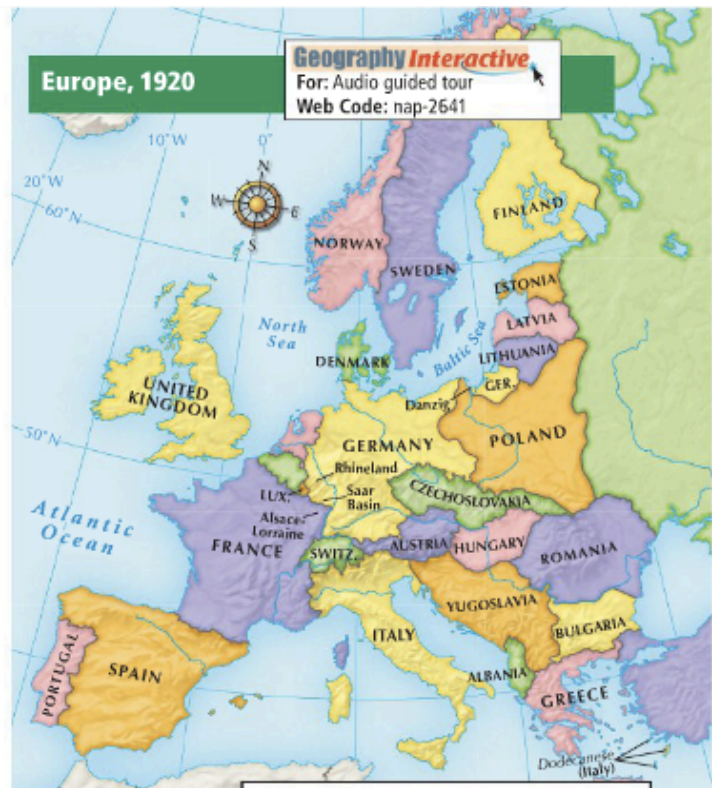 Europe, 1920
Geography Interactive
For: Audio guided tour
Web Code: nap-2641
10°W
0°
20°W
60°N
N
W
E
S
FINLAND
NORWAY
SWEDEN
ESTONIA
North
Sea
Baltic Sea
LATVIA
DENMARK
LITHUANIA
UNITED
KINGDOM
Danzig
GER.
POLAND
50°N
GERMANY
Rhineland
LUX.
Saar
Basin
CZECHOSLOVAKIA
Atlantic
Ocean
Alsace-
Lorraine
FRANCE
SWITZ.
AUSTRIA
HUNGARY
ROMANIA
YUGOSLAVIA
ITALY
BULGARIA
PORTUGAL
SPAIN
ALBANIA
GREECE
Dodecanese
(Italy)